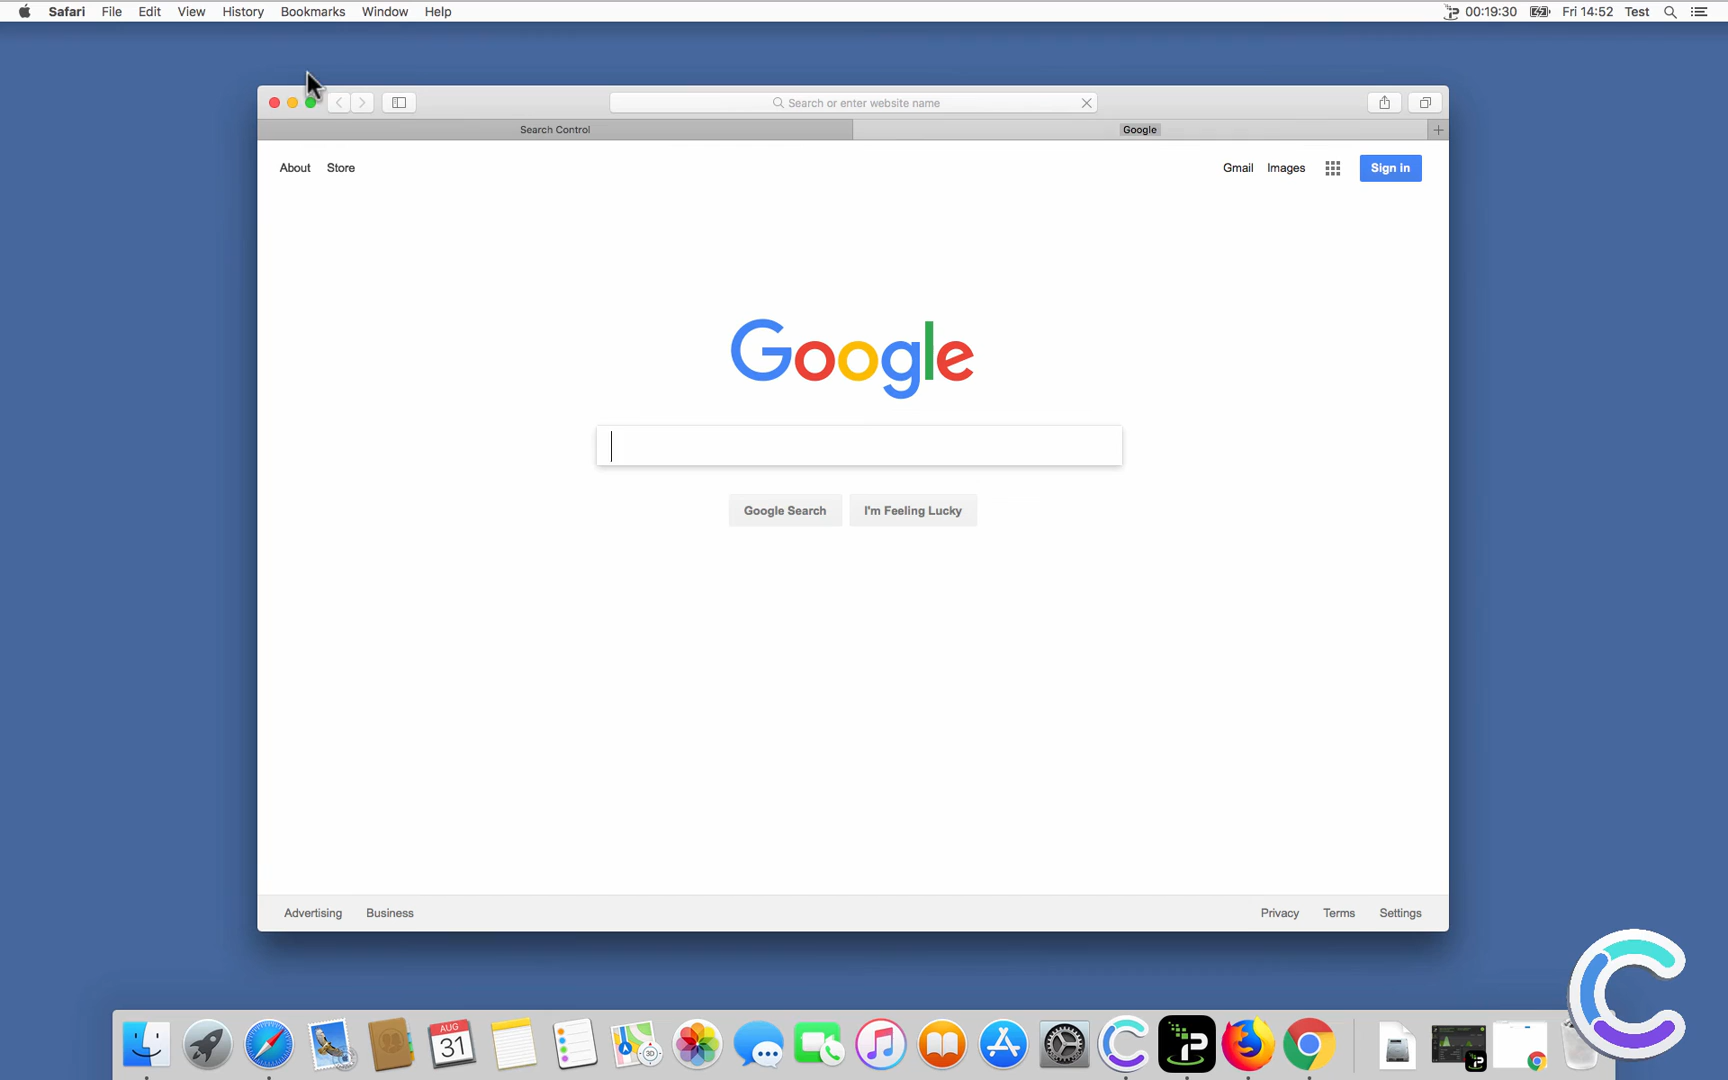 Safari File Edit View History Bookmarks Window Help 00:19:30 Fri 14:52 Test
Search or enter website name
Search Control Google
About Store Gmail Images Sign in
Google
Google Search I'm Feeling Lucky
Advertising Business Privacy Terms Settings
AUG
31
3D